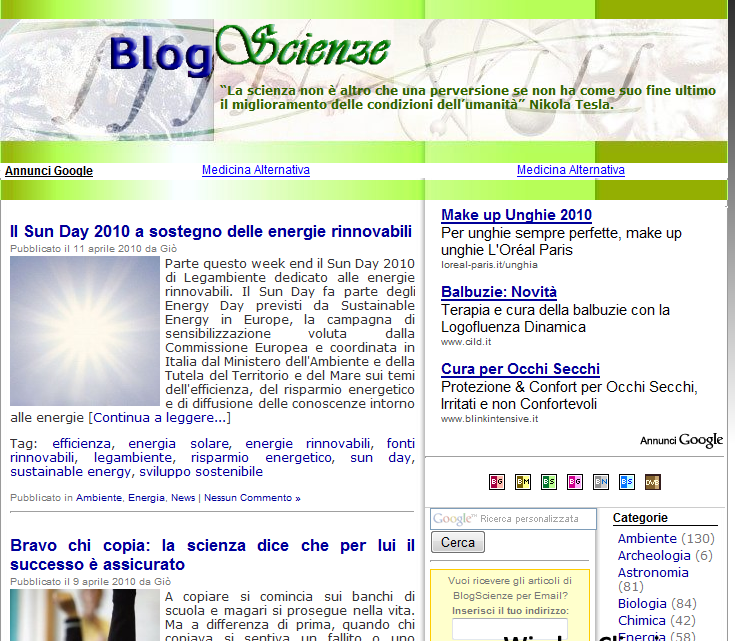 BlogScienze
“La scienza non è altro che una perversione se non ha come suo fine ultimo
il miglioramento delle condizioni dell’umanità” Nikola Tesla.
Annunci Google
Medicina Alternativa
Medicina Alternativa
Il Sun Day 2010 a sostegno delle energie rinnovabili
Pubblicato il 11 aprile 2010 da Giò
Parte questo week end il Sun Day 2010
di Legambiente dedicato alle energie
rinnovabili. Il Sun Day fa parte degli
Energy Day previsti da Sustainable
Energy in Europe, la campagna di
sensibilizzazione voluta dalla
Commissione Europea e coordinata in
Italia dal Ministero dell'Ambiente e della
Tutela del Territorio e del Mare sui temi
dell'efficienza, del risparmio energetico
e di diffusione delle conoscenze intorno
alle energie [Continua a leggere...]
Tag: efficienza, energia solare, energie rinnovabili, fonti
rinnovabili, legambiente, risparmio energetico, sun day,
sustainable energy, sviluppo sostenibile
Pubblicato in Ambiente, Energia, News | Nessun Commento »
Bravo chi copia: la scienza dice che per lui il
successo è assicurato
Pubblicato il 9 aprile 2010 da Giò
A copiare si comincia sui banchi di
scuola e magari si prosegue nella vita.
Ma a differenza di prima, quando chi
copiava si sentiva un fallito o uno
Make up Unghie 2010
Per unghie sempre perfette, make up
unghie L'Oréal Paris
loreal-paris.it/unghia
Balbuzie: Novità
Terapia e cura della balbuzie con la
Logofluenza Dinamica
www.cild.it
Cura per Occhi Secchi
Protezione & Confort per Occhi Secchi,
Irritati e non Confortevoli
www.blinkintensive.it
Annunci Google
BG BM BS BG BN BS DVB
Google™ Ricerca personalizzata
Cerca
Vuoi ricevere gli articoli di
BlogScienze per Email?
Inserisci il tuo indirizzo:
Categorie
Ambiente (130)
Archeologia (6)
Astronomia
(81)
Biologia (84)
Chimica (42)
Energia (58)